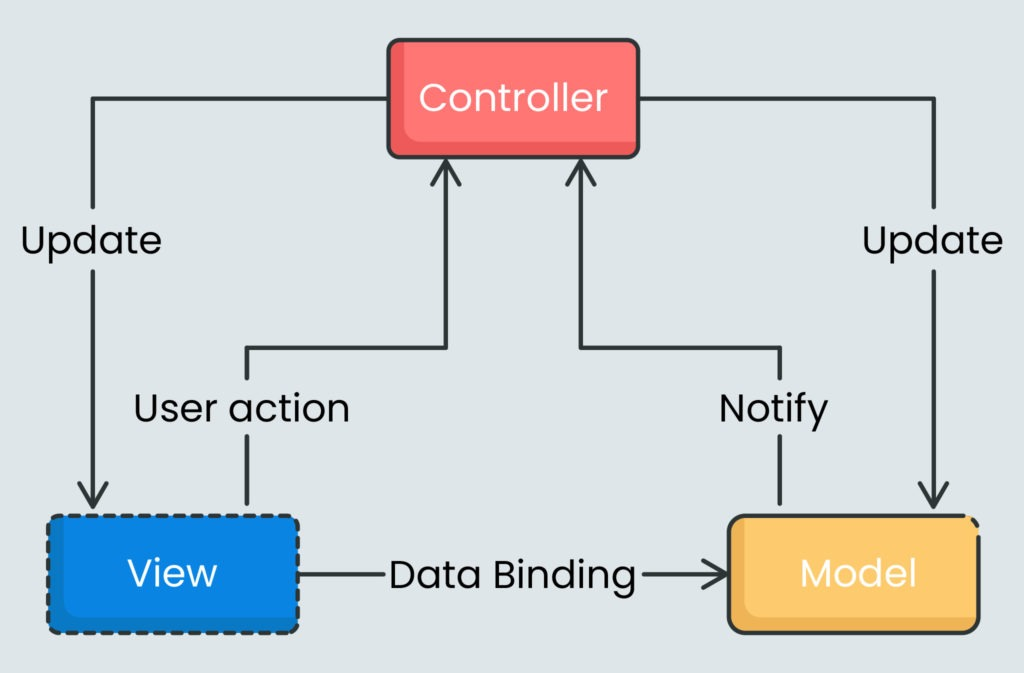 Controller
Update
Update
User action
Notify
View
Data Binding
Model